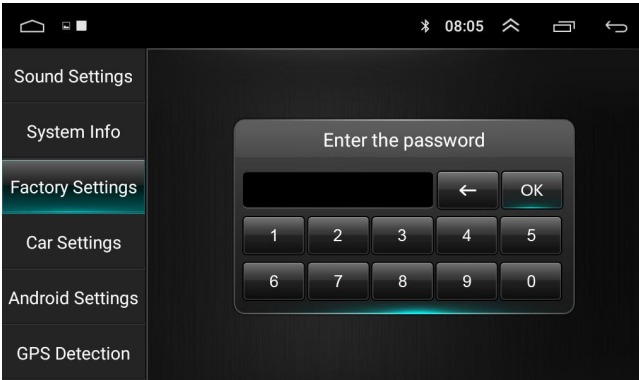 08:05
Sound Settings
System Info
Factory Settings
Car Settings
Android Settings
GPS Detection
Enter the password
← OK
1 2 3 4 5
6 7 8 9 0